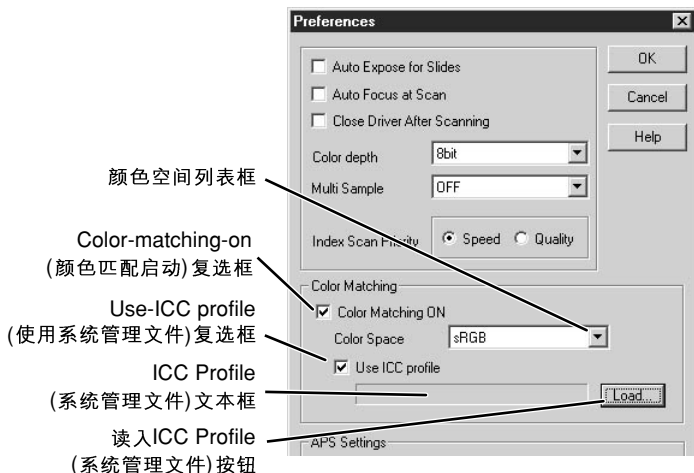 Preferences
Auto Expose for Slides
Auto Focus at Scan
Close Driver After Scanning
Color depth 8bit
Multi Sample OFF
Index Scan Priority Speed Quality
OK
Cancel
Help
Color Matching
Color Matching ON
Color Space sRGB
Use ICC profile
Load...
APS Settings
颜色空间列表框
Color-matching-on
(颜色匹配启动)复选框
Use-ICC profile
(使用系统管理文件)复选框
ICC Profile
(系统管理文件)文本框
读入ICC Profile
(系统管理文件)按钮